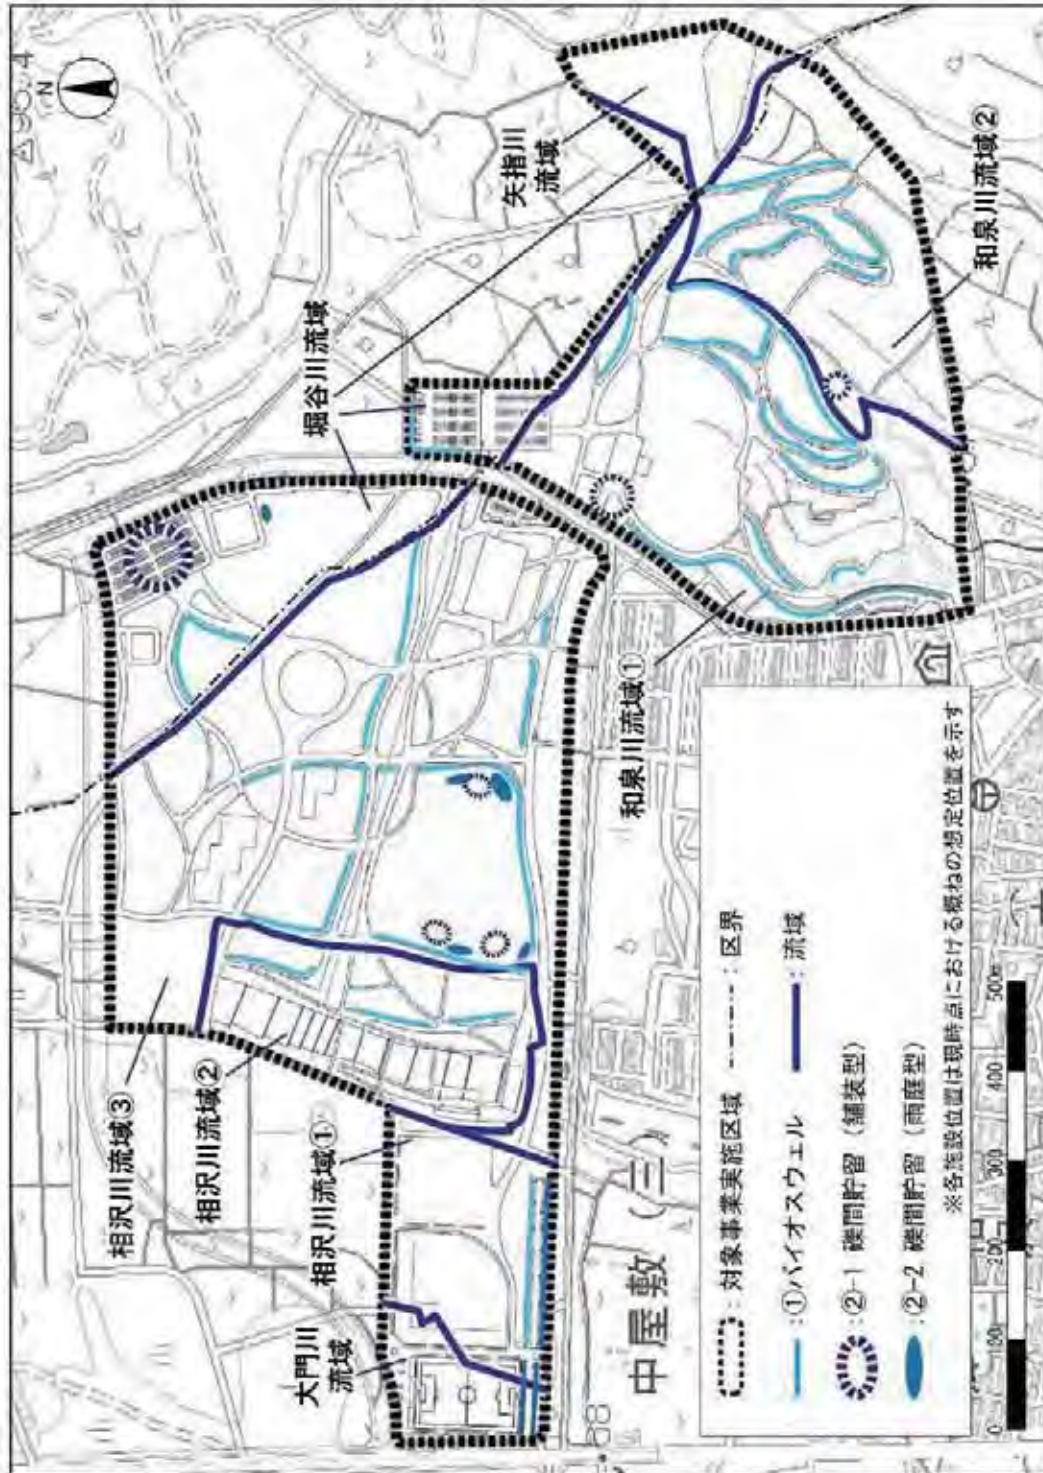 △95.4
N
矢指川
流域
堀谷川流域
和泉川流域②
相沢川流域③
相沢川流域②
相沢川流域①
大門川
流域
和泉川流域①
中屋敷(三)
88
:対象事業実施区域
:区界
:①バイオスウェル
:流域
:②-1 礫間貯留(舗装型)
:②-2 礫間貯留(雨庭型)
※各施設位置は現時点における概ねの想定位置を示す
0 100 200 300 400 500m